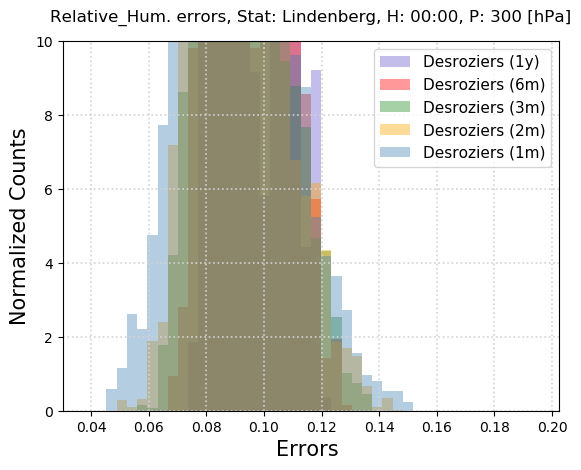 Relative_Hum. errors, Stat: Lindenberg, H: 00:00, P: 300 [hPa]
Normalized Counts
10
8
6
4
2
0
Desroziers (1y)
Desroziers (6m)
Desroziers (3m)
Desroziers (2m)
Desroziers (1m)
0.04 0.06 0.08 0.10 0.12 0.14 0.16 0.18 0.20
Errors